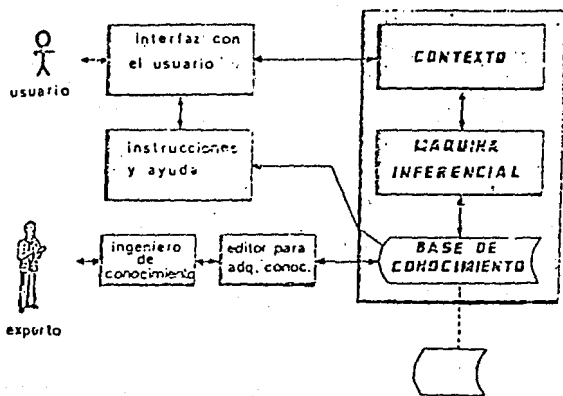 Interfaz con
el usuario
usuario
CONTEXTO
instrucciones
y ayuda
MAQUINA
INFERENCIAL
ingeniero
de
conocimiento
editor para
adq. conoc.
BASE DE
CONOCIMIENTO
experto